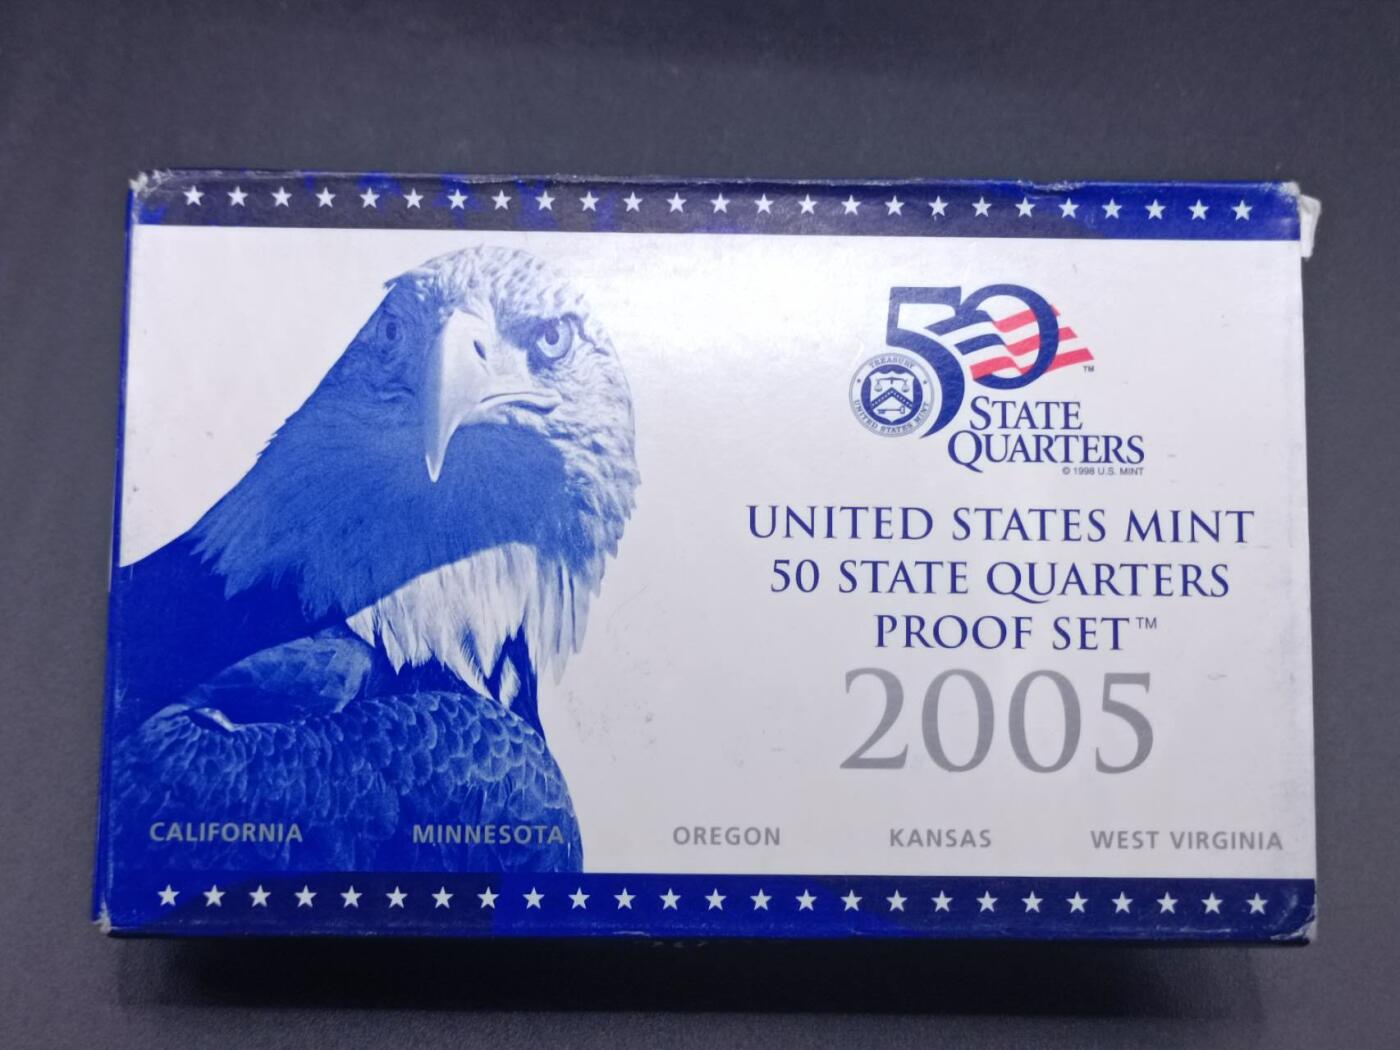 50
TM
TREASURY
UNITED STATES MINT
STATE
QUARTERS
© 1998 U.S. MINT
UNITED STATES MINT
50 STATE QUARTERS
PROOF SET™
2005
CALIFORNIA MINNESOTA OREGON KANSAS WEST VIRGINIA